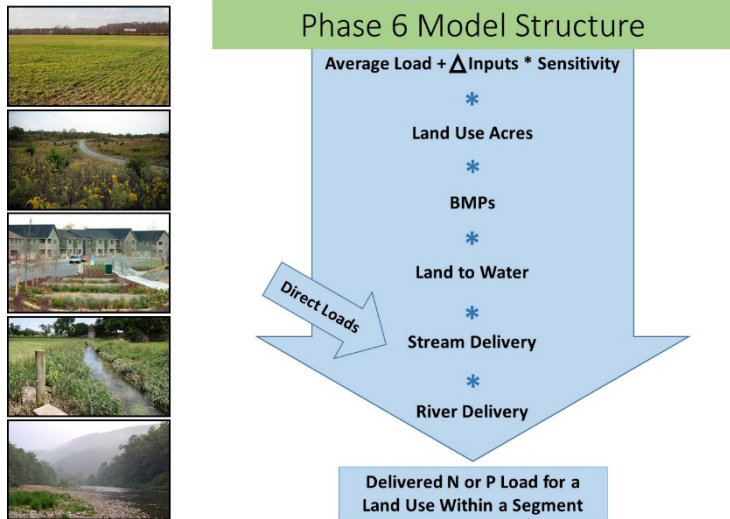 Phase 6 Model Structure
Average Load + Δ Inputs * Sensitivity
*
Land Use Acres
*
BMPs
*
Land to Water
*
Direct Loads
Stream Delivery
*
River Delivery
Delivered N or P Load for a
Land Use Within a Segment